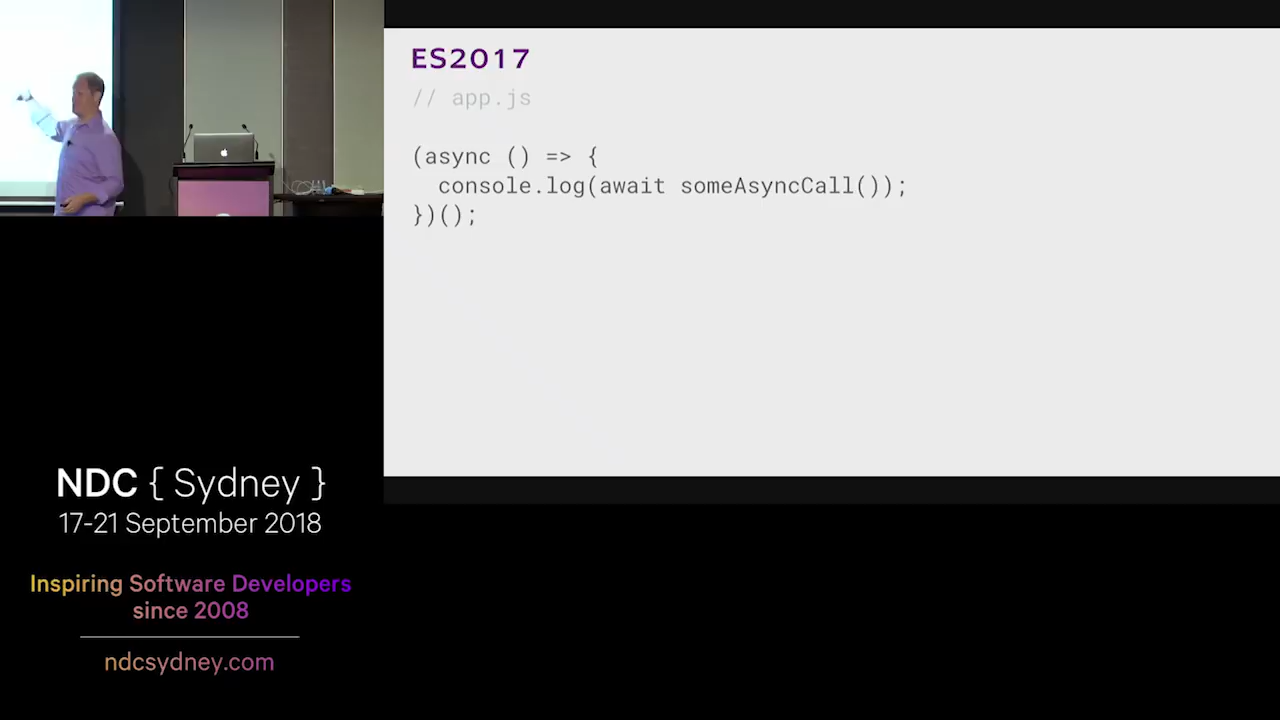 ES2017
// app.js
(async () => {
  console.log(await someAsyncCall());
})();
NDC { Sydney }
17-21 September 2018
Inspiring Software Developers
since 2008
ndcsydney.com